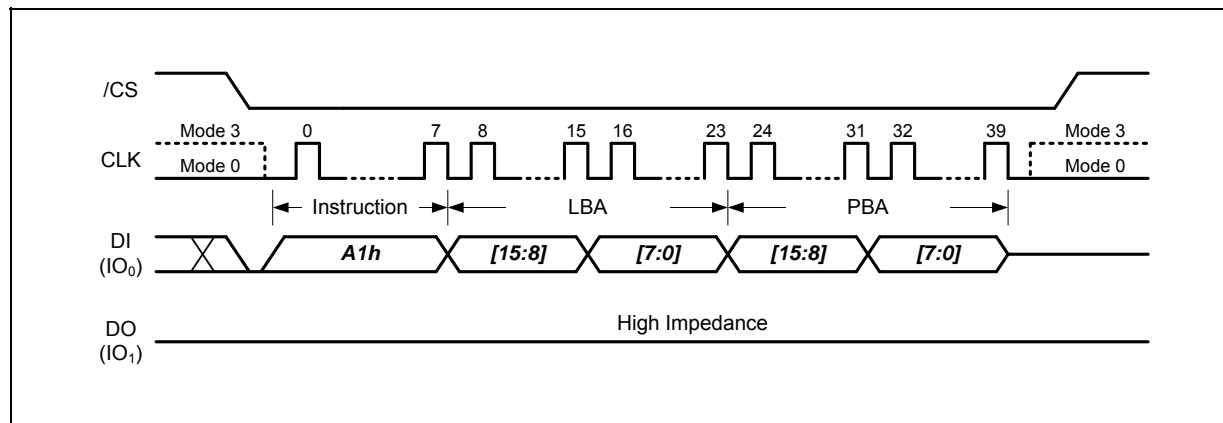 /CS
Mode 3 0 7 8 15 16 23 24 31 32 39 Mode 3
CLK
Mode 0 Mode 0
Instruction LBA PBA
DI
(IO₀)
A1h [15:8] [7:0] [15:8] [7:0]
High Impedance
DO
(IO₁)